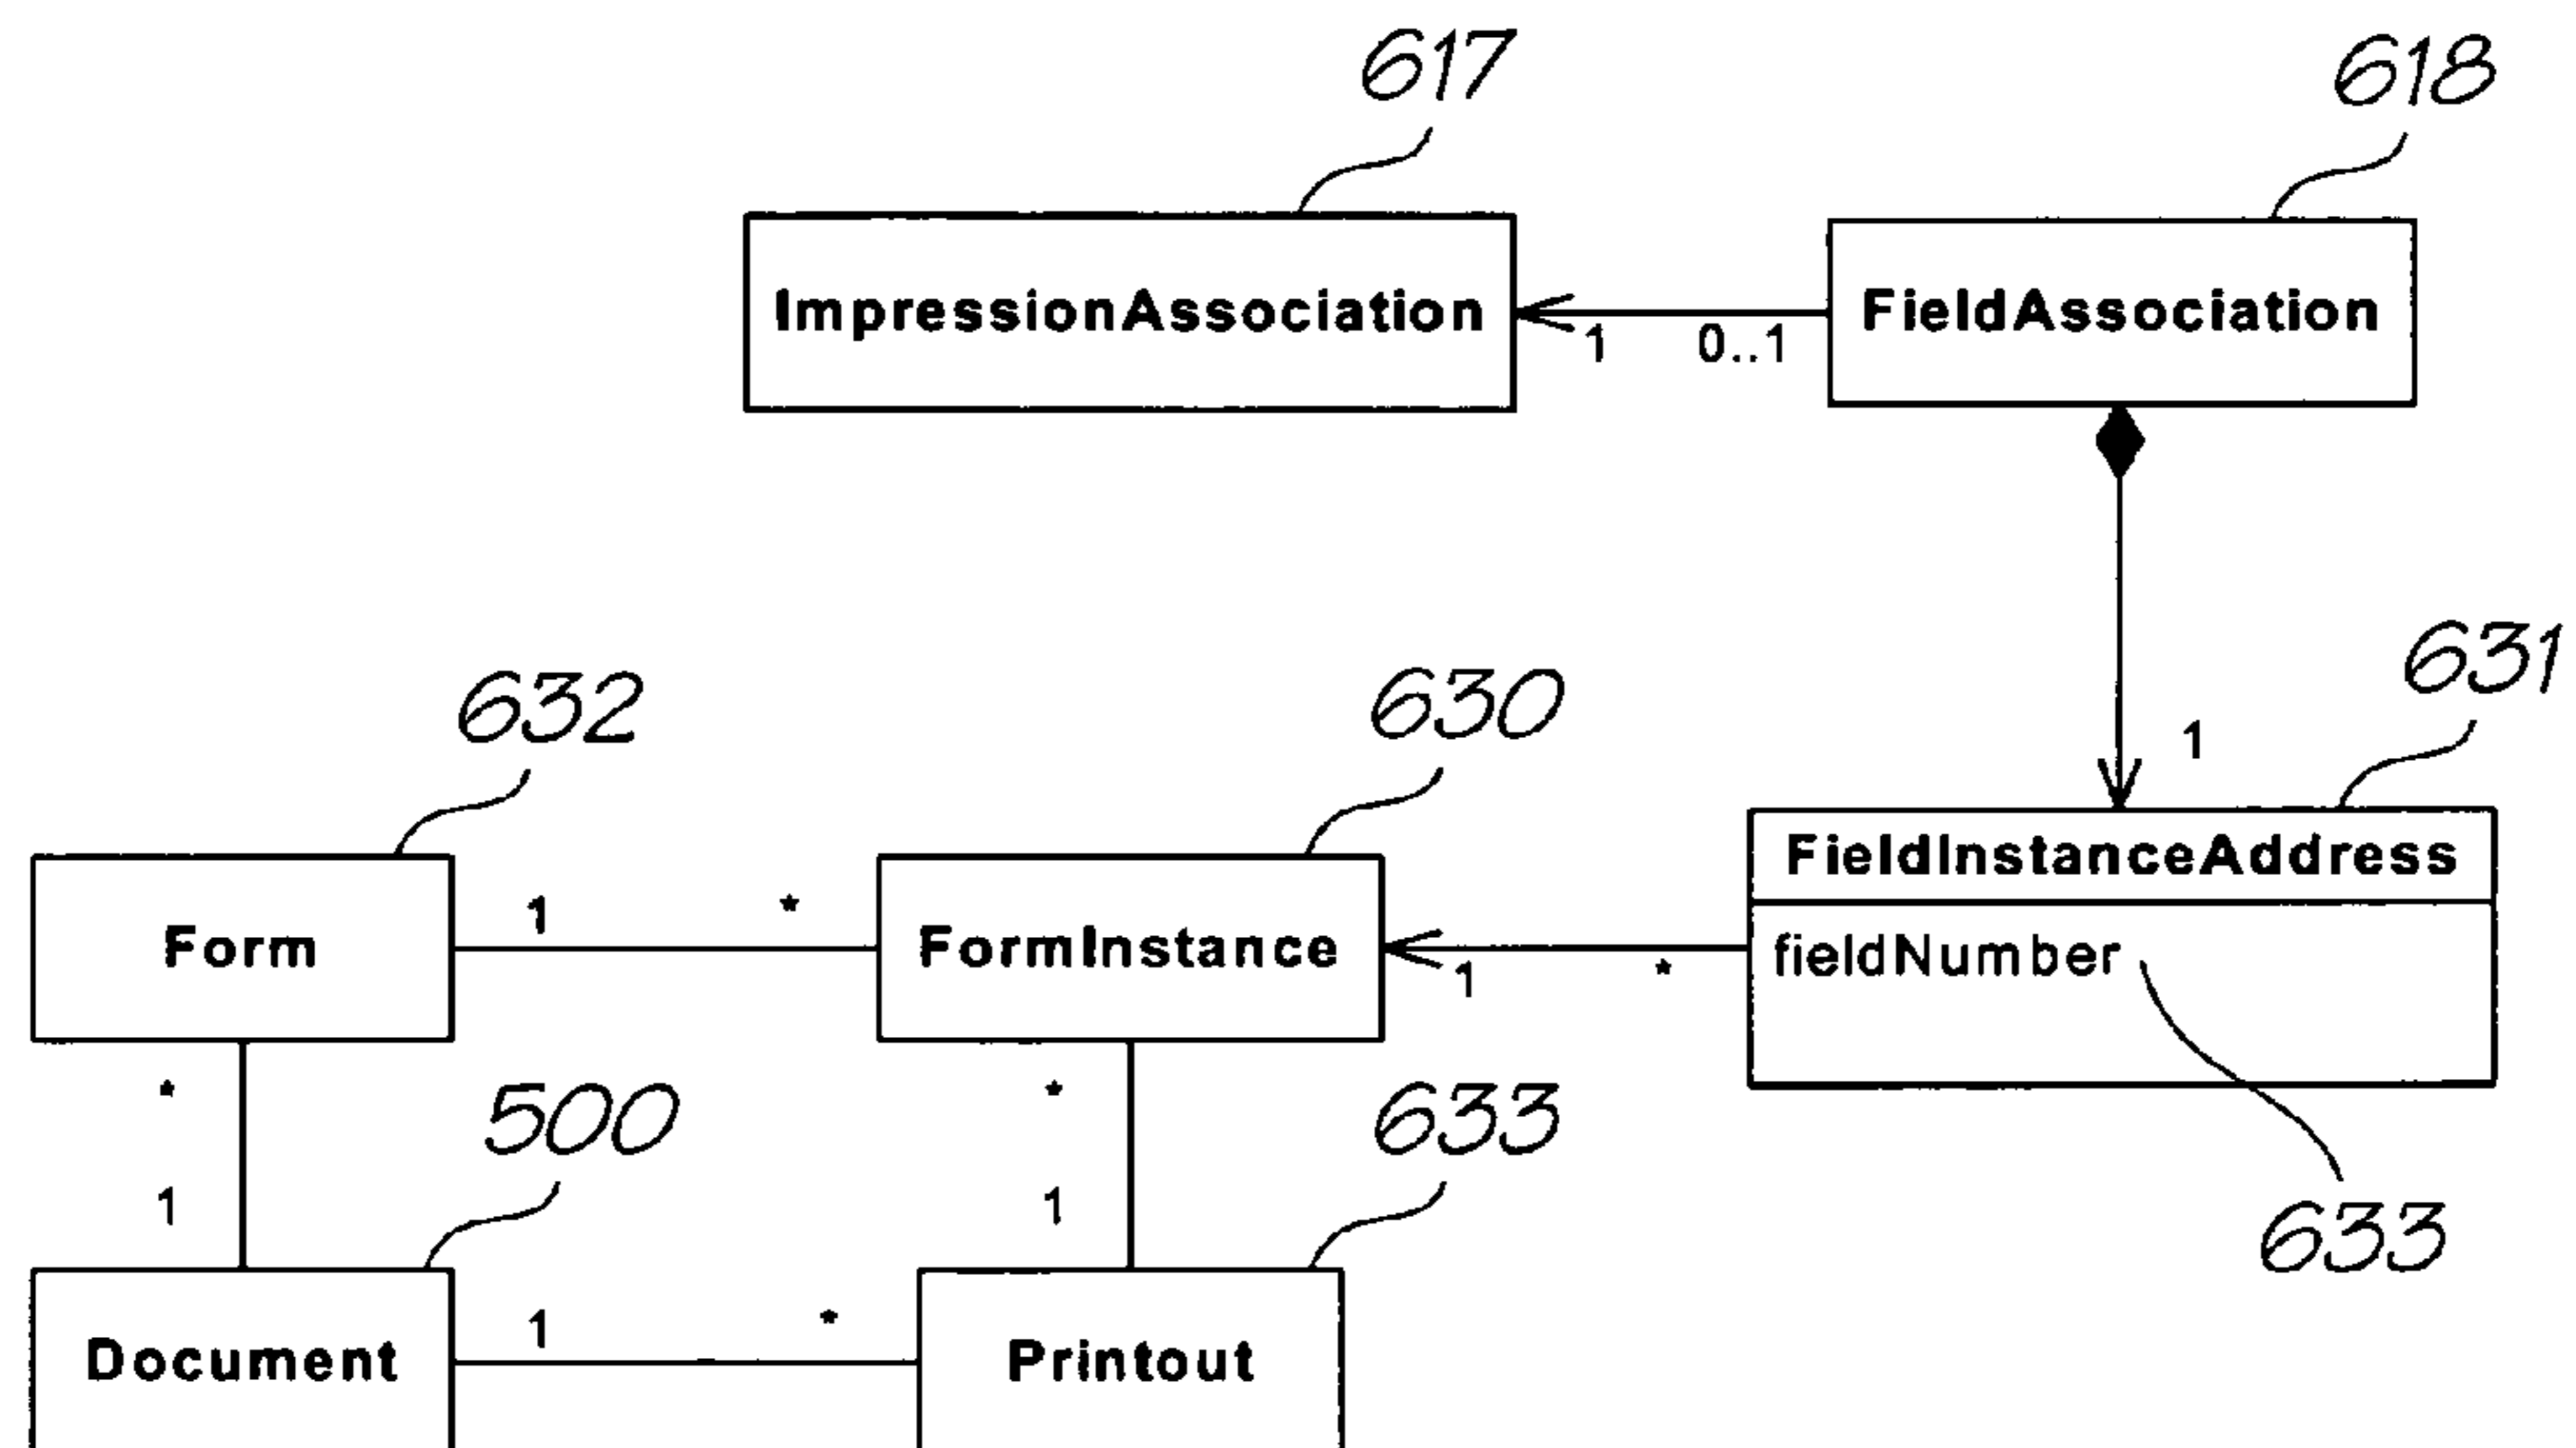 617
618
ImpressionAssociation
1
0..1
FieldAssociation
1
632
630
631
Form
1
*
FormInstance
1
*
FieldInstanceAddress
fieldNumber
*
1
*
1
500
633
633
Document
1
*
Printout